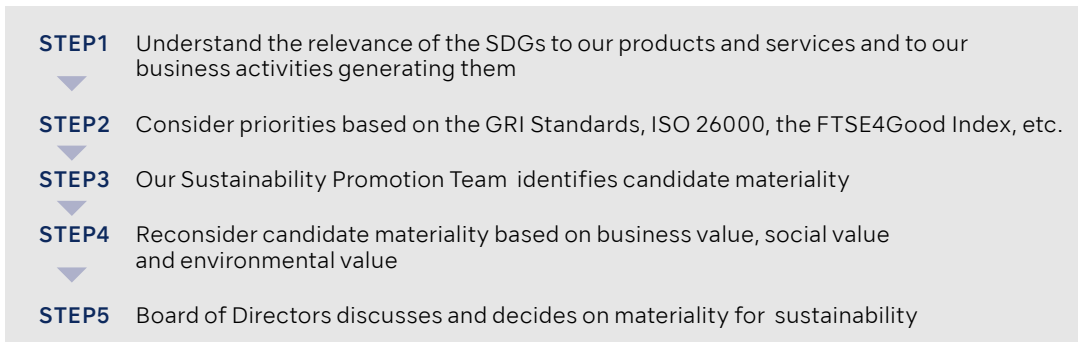 STEP1 Understand the relevance of the SDGs to our products and services and to our
business activities generating them
STEP2 Consider priorities based on the GRI Standards, ISO 26000, the FTSE4Good Index, etc.
STEP3 Our Sustainability Promotion Team identifies candidate materiality
STEP4 Reconsider candidate materiality based on business value, social value
and environmental value
STEP5 Board of Directors discusses and decides on materiality for sustainability